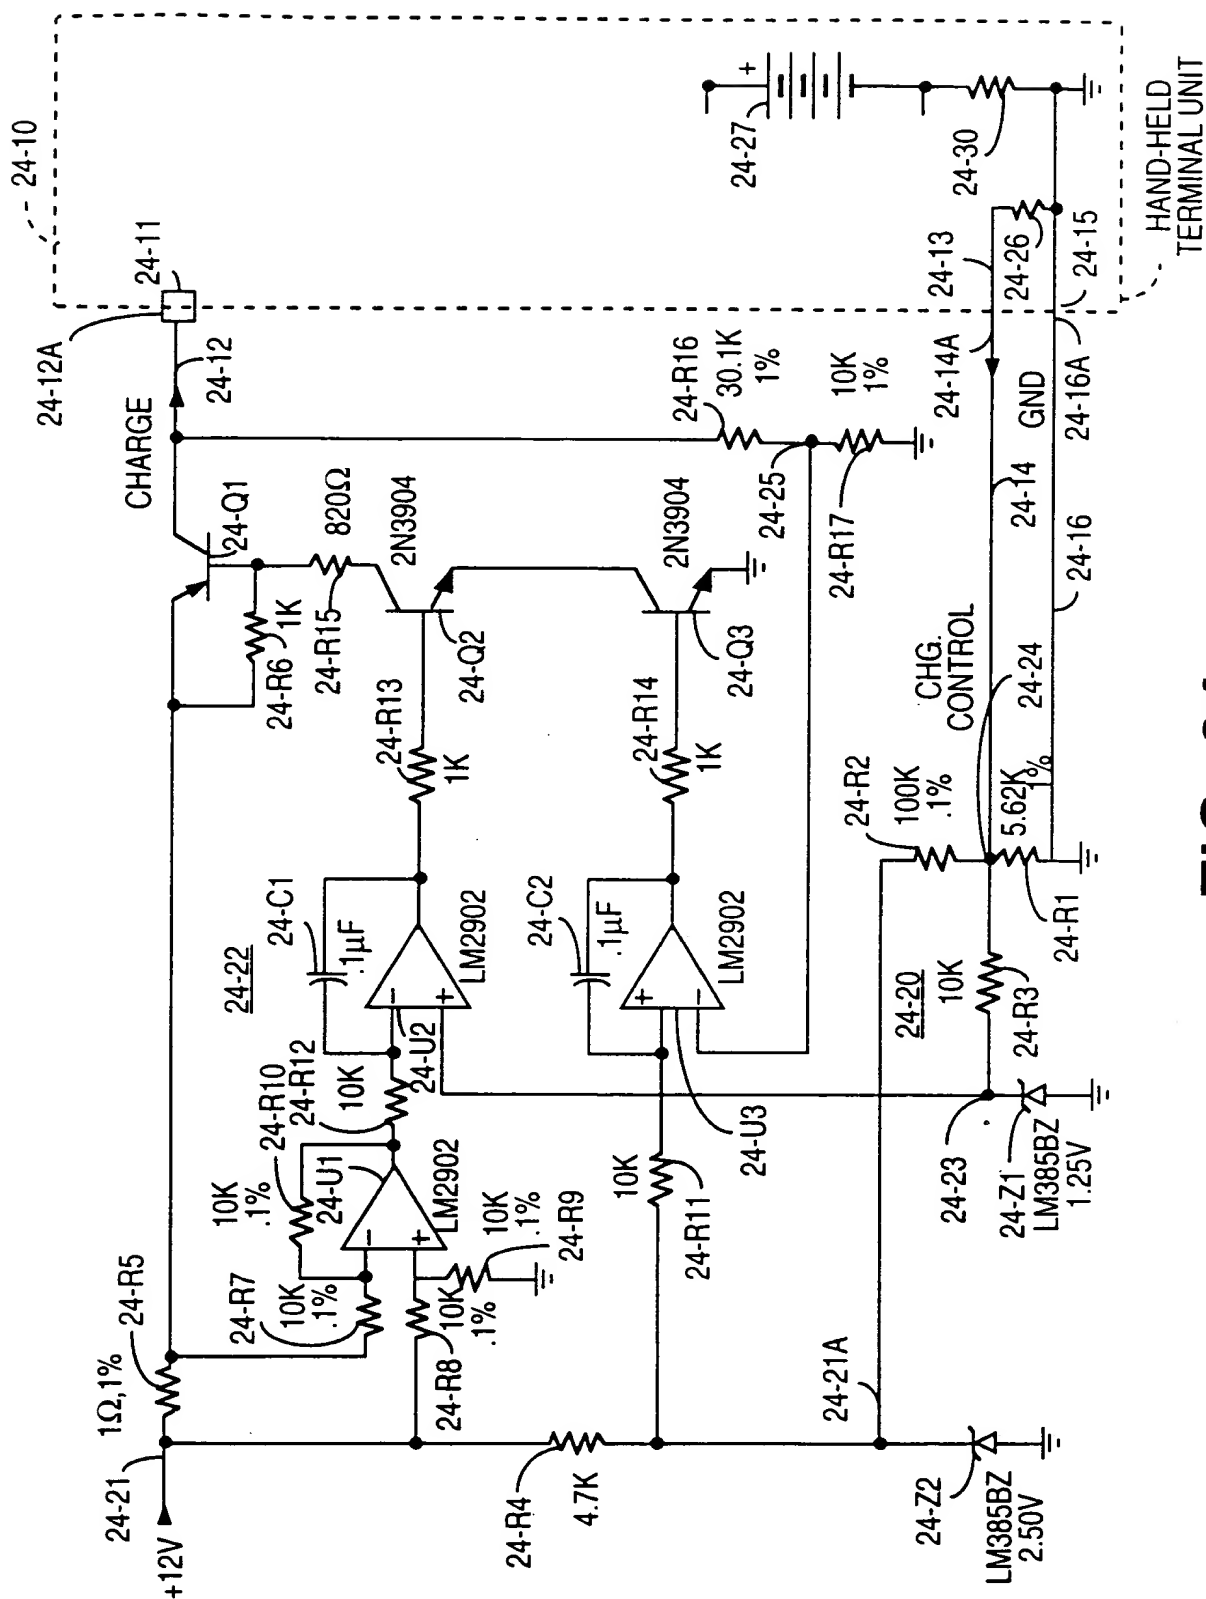 24-10
24-12A
24-11
CHARGE
24-12
24-Q1
24-R6
1K
24-R15
820Ω
2N3904
24-Q2
24-R16
30.1K
1%
24-27
+
24-30
HAND-HELD
TERMINAL UNIT
24-25
10K
1%
24-R17
24-13
24-26
24-15
24-14A
GND
24-16A
24-14
24-16
2N3904
24-Q3
CHG.
CONTROL
24-24
24-R13
1K
24-R14
1K
24-R2
100K
.1%
5.62K
1%
24-R1
24-22
24-C1
.1µF
LM2902
24-U2
-
+
24-C2
.1µF
LM2902
+
-
24-U3
24-20
10K
24-R3
24-R10
24-R12
10K
10K
.1%
24-U1
LM2902
-
+
10K
.1%
24-R9
10K
24-R11
24-23
24-Z1
LM385BZ
1.25V
24-R5
1Ω,1%
24-R7
10K
.1%
10K
.1%
24-R8
24-21
+12V
24-R4
4.7K
24-21A
24-Z2
LM385BZ
2.50V